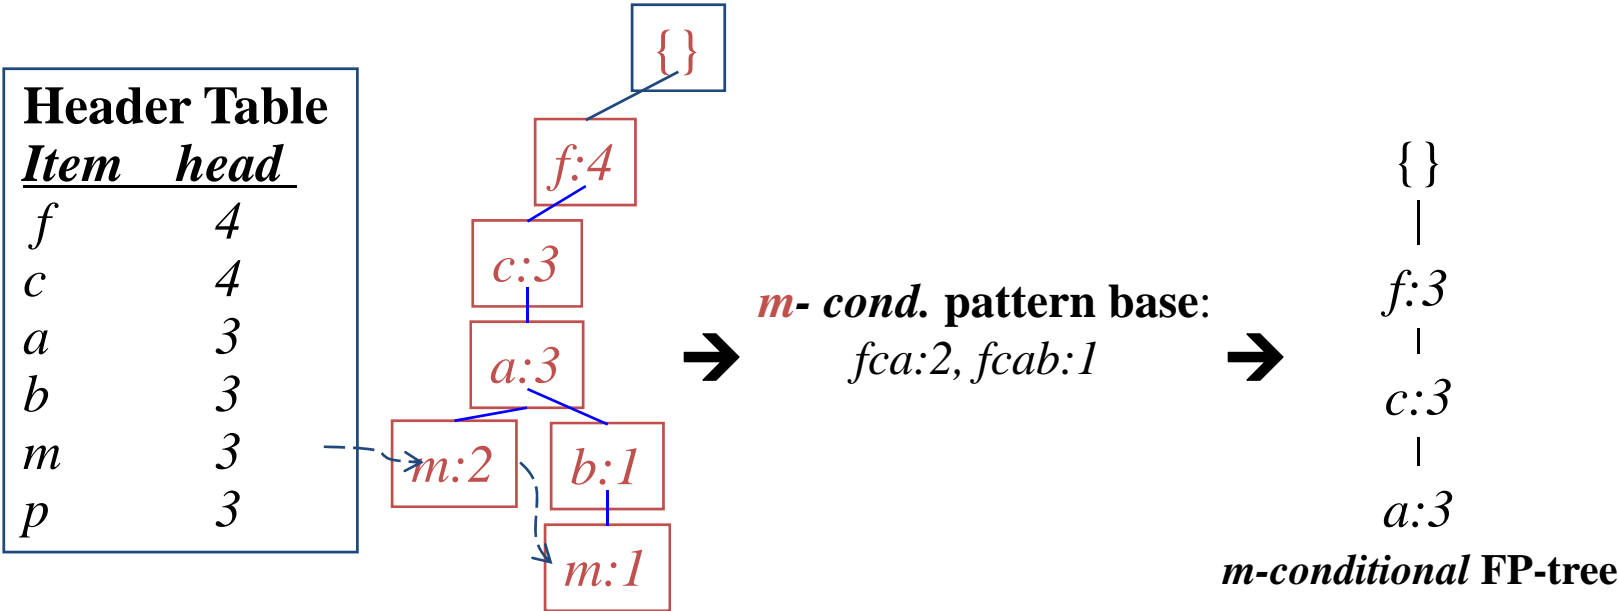 Header Table
Item head
f 4
c 4
a 3
b 3
m 3
p 3
{}
f:4
c:3
a:3
m:2
b:1
m:1
m- cond. pattern base:
fca:2, fcab:1
{}
f:3
c:3
a:3
m-conditional FP-tree